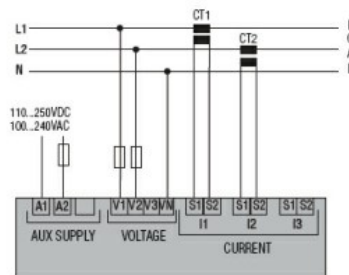 CT1
L1
L2
CT2
N
110...250VDC
100...240VAC
A1 A2 V1 V2 V3 VN S1 S2 S1 S2 S1 S2
I1 I2 I3
AUX SUPPLY VOLTAGE CURRENT